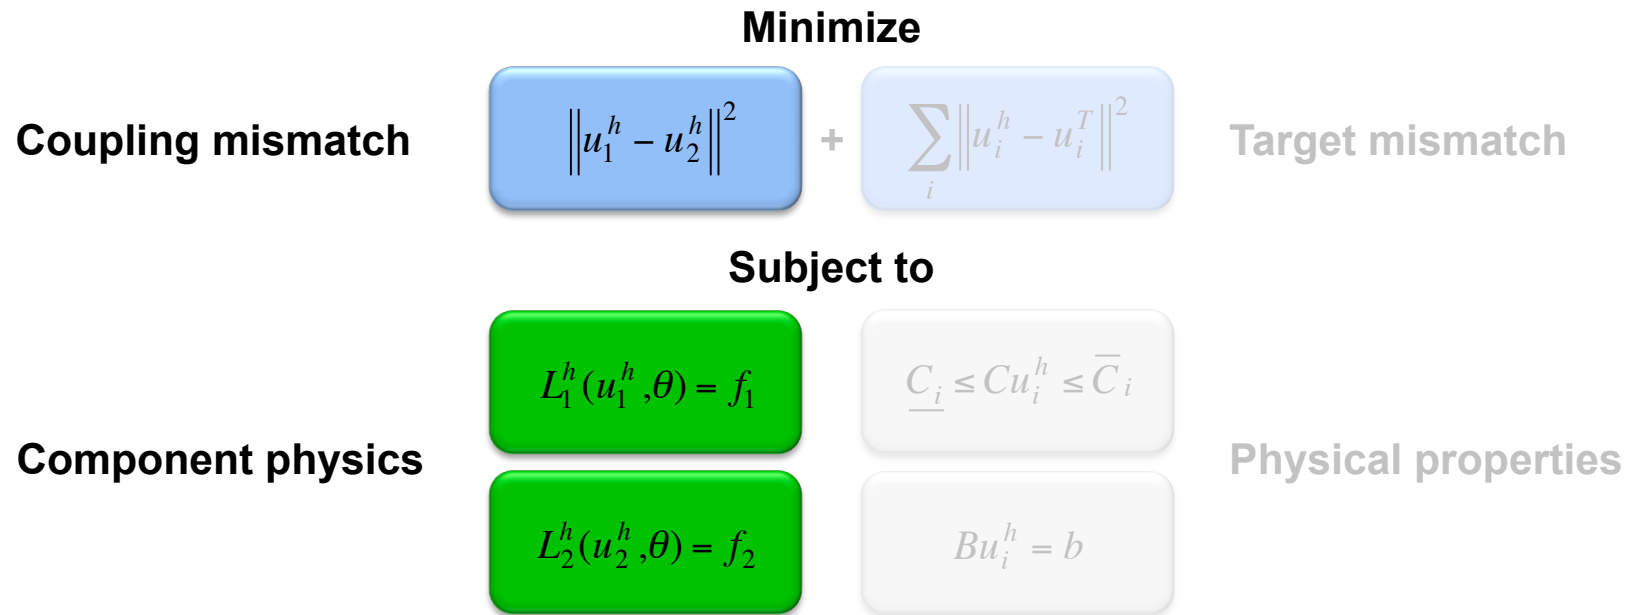 Minimize
Coupling mismatch ‖u₁ʰ − u₂ʰ‖² + ∑ᵢ‖uᵢʰ − uᵢᵀ‖² Target mismatch
Subject to
L₁ʰ(u₁ʰ,θ) = f₁ C̲ᵢ ≤ Cuᵢʰ ≤ C̅ᵢ
Component physics Physical properties
L₂ʰ(u₂ʰ,θ) = f₂ Buᵢʰ = b